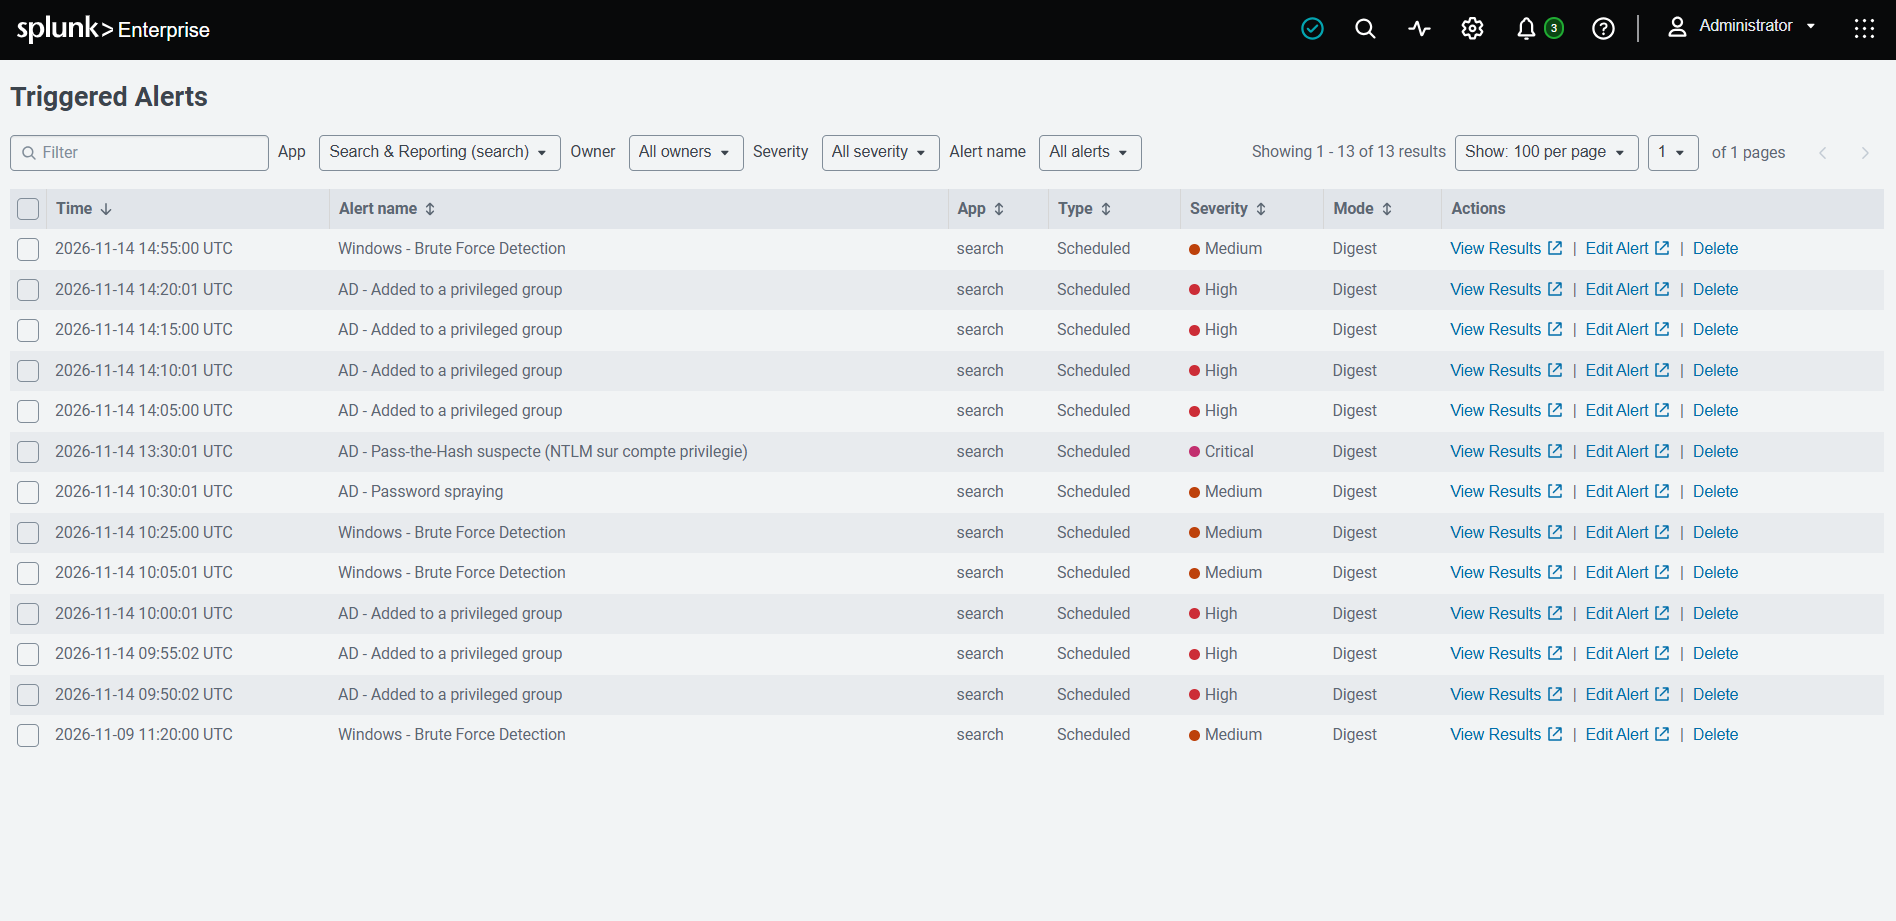 splunk> Enterprise 3 Administrator
Triggered Alerts
Filter App Search & Reporting (search) Owner All owners Severity All severity Alert name All alerts Showing 1 - 13 of 13 results Show: 100 per page 1 of 1 pages
Time Alert name App Type Severity Mode Actions
2026-11-14 14:55:00 UTC Windows - Brute Force Detection search Scheduled Medium Digest View Results | Edit Alert | Delete
2026-11-14 14:20:01 UTC AD - Added to a privileged group search Scheduled High Digest View Results | Edit Alert | Delete
2026-11-14 14:15:00 UTC AD - Added to a privileged group search Scheduled High Digest View Results | Edit Alert | Delete
2026-11-14 14:10:01 UTC AD - Added to a privileged group search Scheduled High Digest View Results | Edit Alert | Delete
2026-11-14 14:05:00 UTC AD - Added to a privileged group search Scheduled High Digest View Results | Edit Alert | Delete
2026-11-14 13:30:01 UTC AD - Pass-the-Hash suspecte (NTLM sur compte privilegie) search Scheduled Critical Digest View Results | Edit Alert | Delete
2026-11-14 10:30:01 UTC AD - Password spraying search Scheduled Medium Digest View Results | Edit Alert | Delete
2026-11-14 10:25:00 UTC Windows - Brute Force Detection search Scheduled Medium Digest View Results | Edit Alert | Delete
2026-11-14 10:05:01 UTC Windows - Brute Force Detection search Scheduled Medium Digest View Results | Edit Alert | Delete
2026-11-14 10:00:01 UTC AD - Added to a privileged group search Scheduled High Digest View Results | Edit Alert | Delete
2026-11-14 09:55:02 UTC AD - Added to a privileged group search Scheduled High Digest View Results | Edit Alert | Delete
2026-11-14 09:50:02 UTC AD - Added to a privileged group search Scheduled High Digest View Results | Edit Alert | Delete
2026-11-09 11:20:00 UTC Windows - Brute Force Detection search Scheduled Medium Digest View Results | Edit Alert | Delete